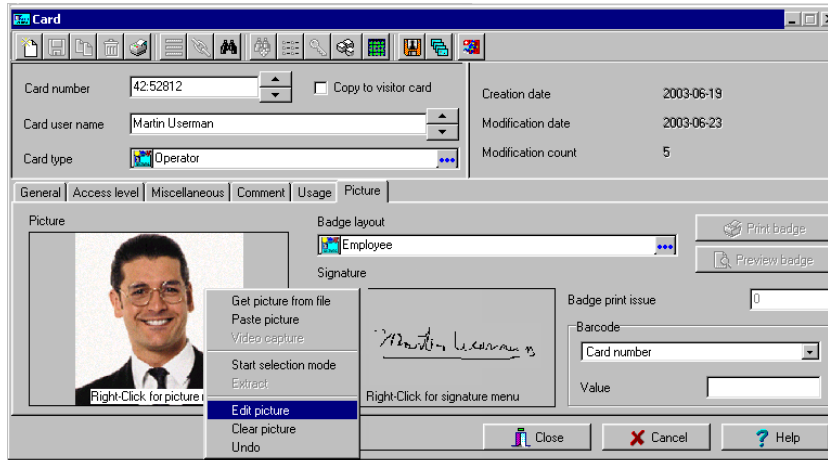 Card
Card number
42:52812
Copy to visitor card
Card user name
Martin Userman
Card type
Operator
Creation date
2003-06-19
Modification date
2003-06-23
Modification count
5
General Access level Miscellaneous Comment Usage Picture
Picture
Right-Click for picture
Badge layout
Employee
Signature
Martin Userman
Right-Click for signature menu
Get picture from file
Paste picture
Video capture
Start selection mode
Extract
Edit picture
Clear picture
Undo
Print badge
Preview badge
Badge print issue
0
Barcode
Card number
Value
Close
Cancel
Help